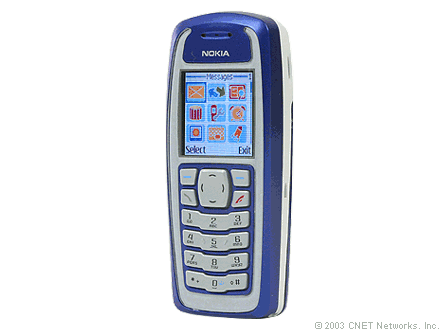 NOKIA
Messages
Select Exit
1
2 ABC
3 DEF
4 GHI
5 JKL
6 MNO
7 PQRS
8 TUV
9 WXYZ
* 0 #
© 2003 CNET Networks, Inc.